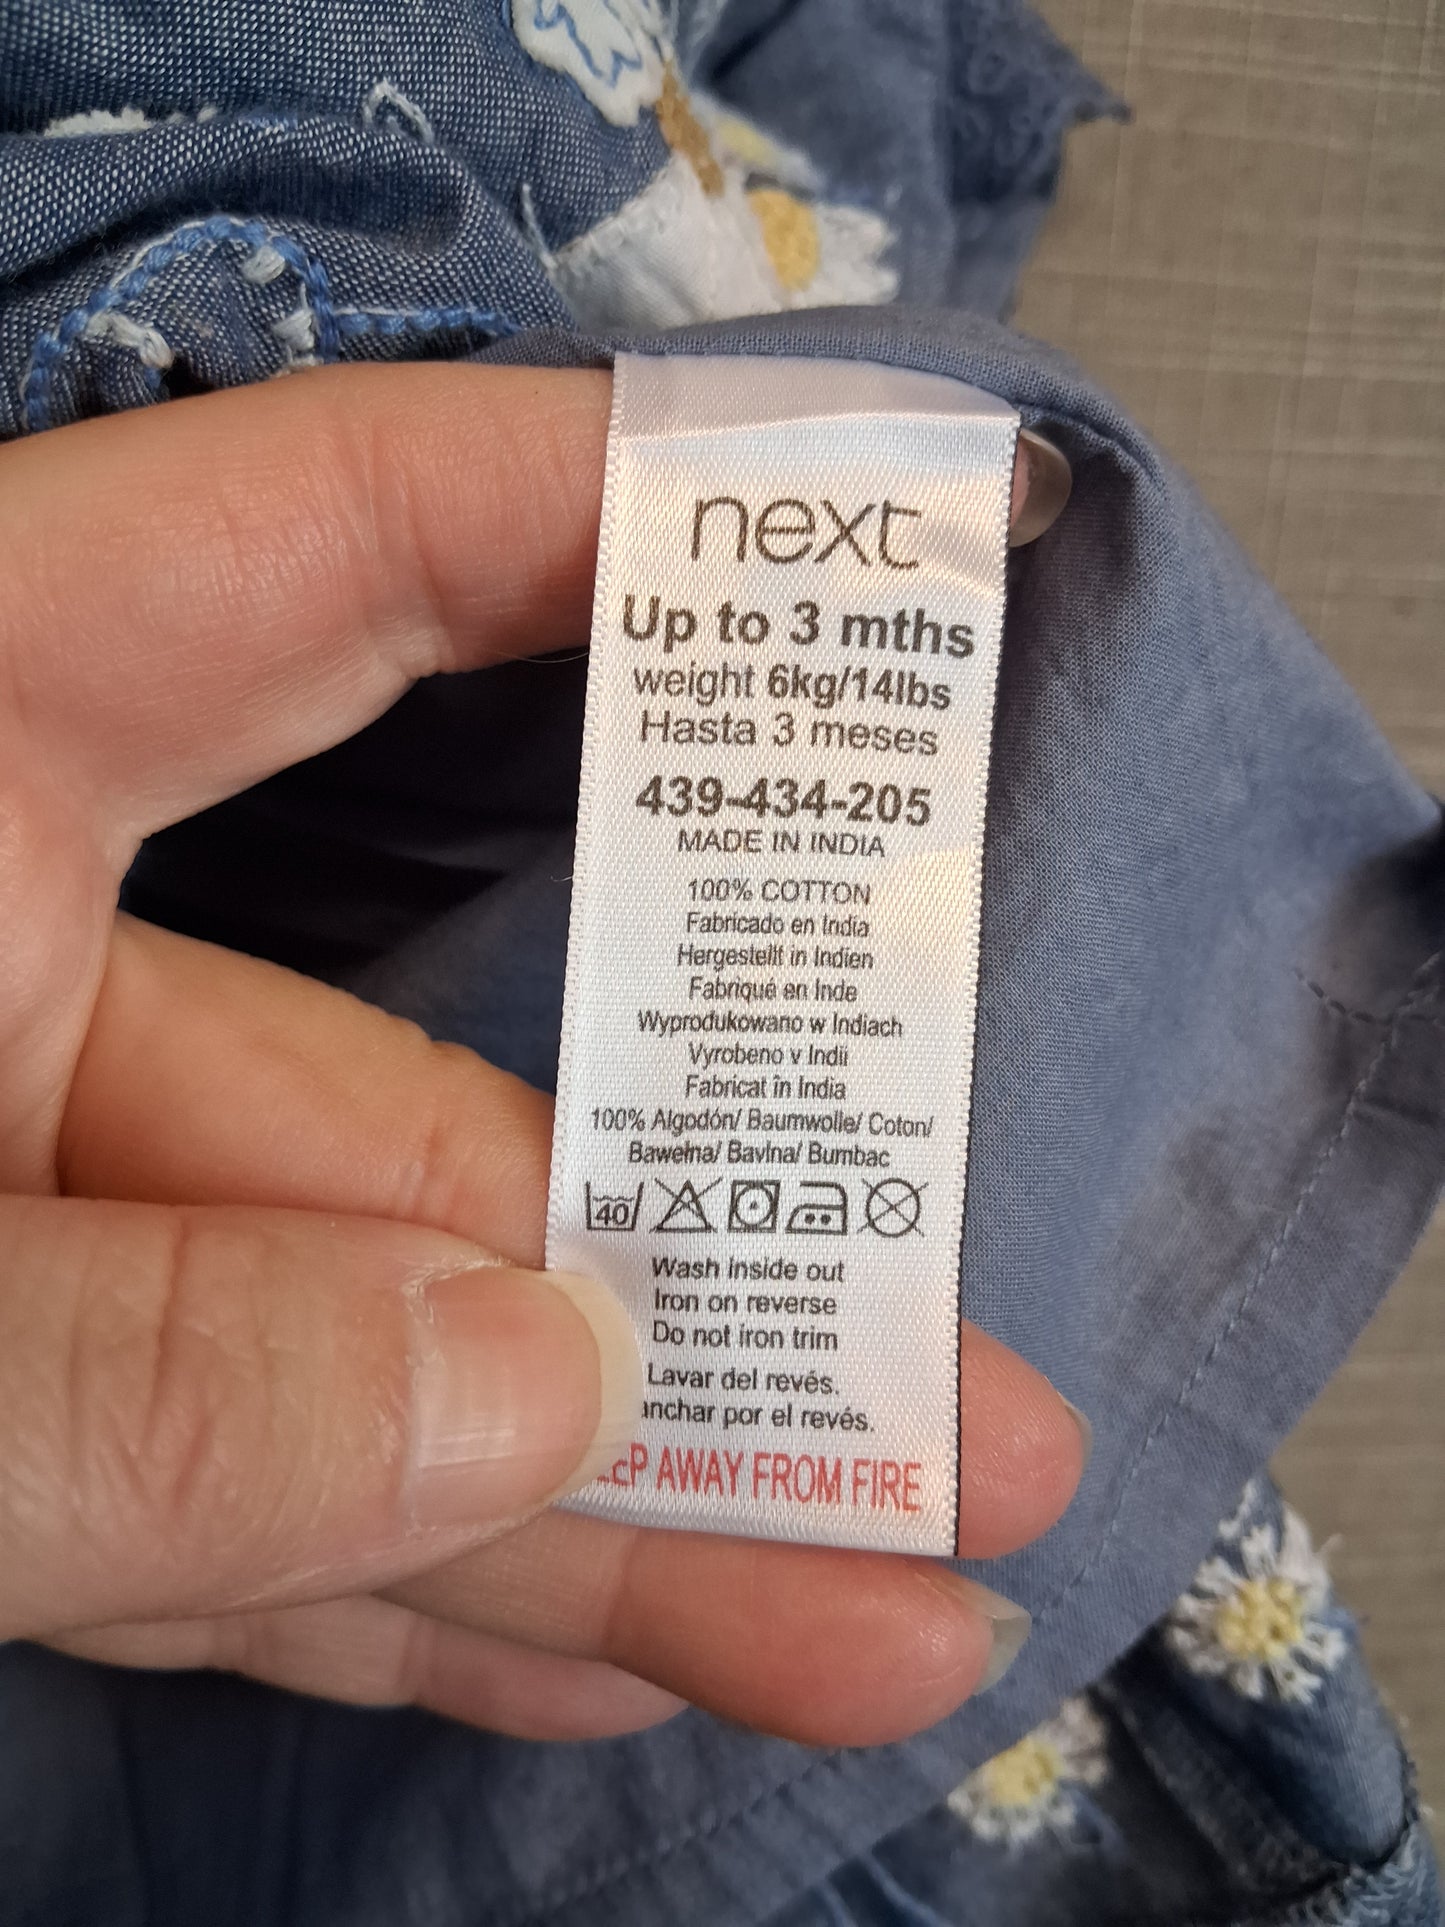 next
Up to 3 mths
weight 6kg/14lbs
Hasta 3 meses
439-434-205
MADE IN INDIA
100% COTTON
Fabricado en India
Hergestellt in Indien
Fabriqué en Inde
Wyprodukowano w Indiach
Vyrobeno v Indii
Fabricat în India
100% Algodón/ Baumwolle/ Coton/
Bawełna/ Bavlna/ Bumbac
40
Wash inside out
Iron on reverse
Do not iron trim
Lavar del revés.
por el revés.
AWAY FROM FIRE